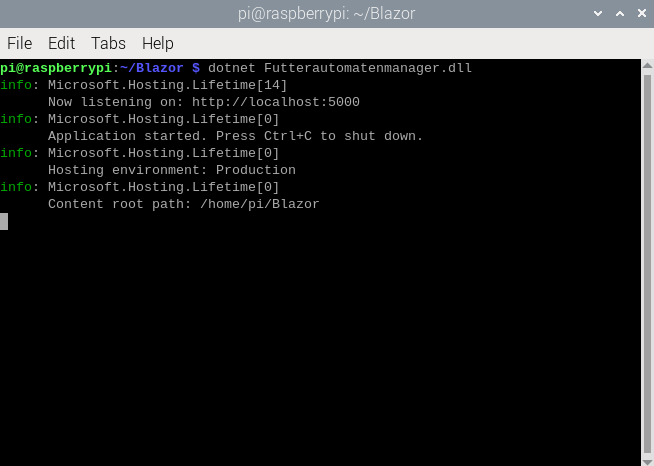 pi@raspberrypi: ~/Blazor
File Edit Tabs Help
pi@raspberrypi:~/Blazor $ dotnet Futterautomatenmanager.dll
info: Microsoft.Hosting.Lifetime[14]
      Now listening on: http://localhost:5000
info: Microsoft.Hosting.Lifetime[0]
      Application started. Press Ctrl+C to shut down.
info: Microsoft.Hosting.Lifetime[0]
      Hosting environment: Production
info: Microsoft.Hosting.Lifetime[0]
      Content root path: /home/pi/Blazor